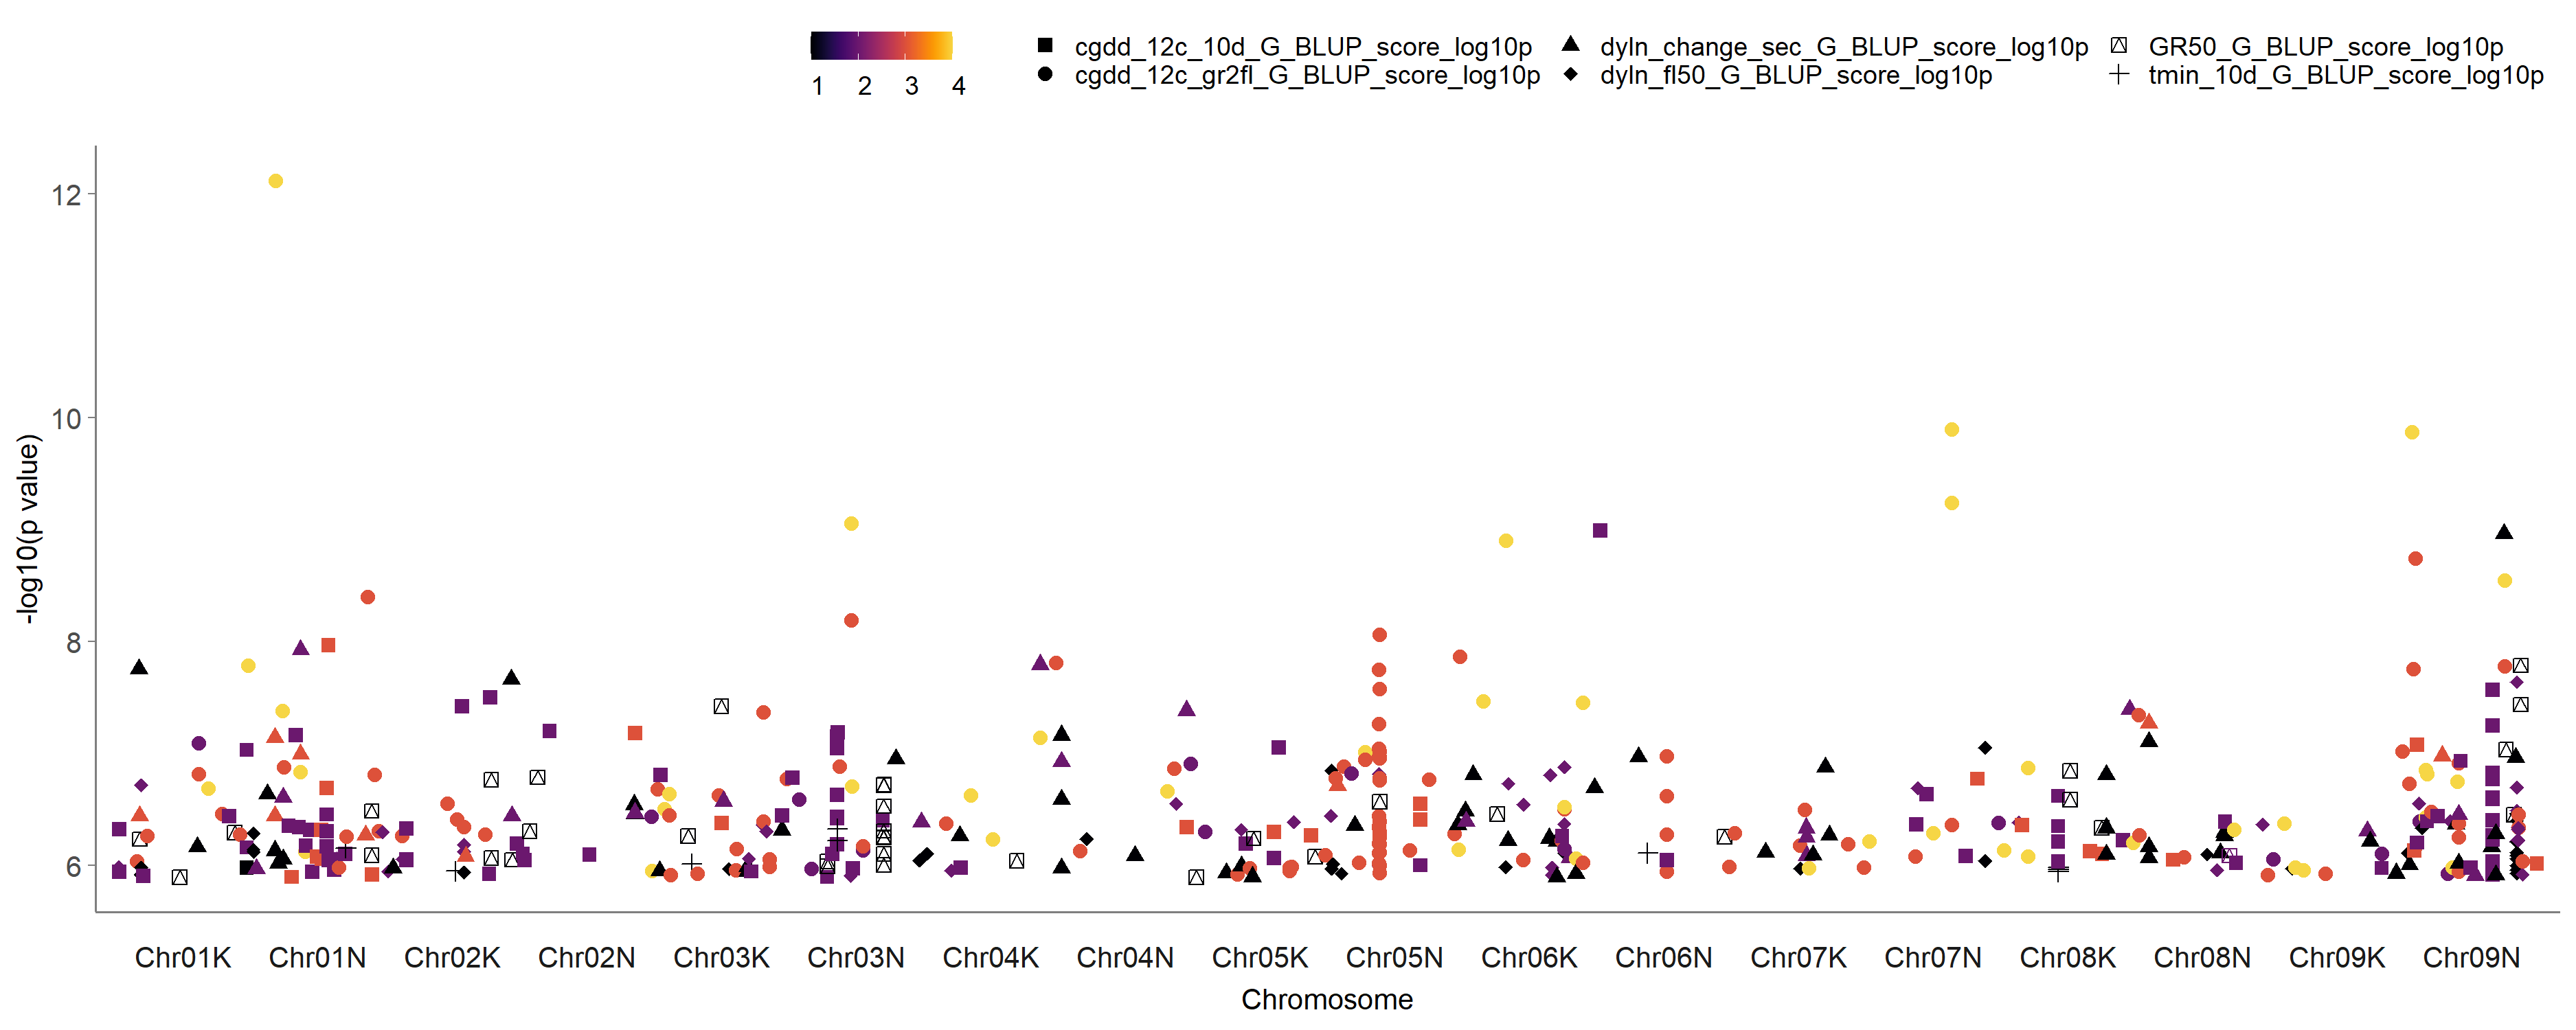 1 2 3 4
cgdd_12c_10d_G_BLUP_score_log10p
cgdd_12c_gr2fl_G_BLUP_score_log10p
dyln_change_sec_G_BLUP_score_log10p
dyln_fl50_G_BLUP_score_log10p
GR50_G_BLUP_score_log10p
tmin_10d_G_BLUP_score_log10p
-log10(p value)
12
10
8
6
Chr01K Chr01N Chr02K Chr02N Chr03K Chr03N Chr04K Chr04N Chr05K Chr05N Chr06K Chr06N Chr07K Chr07N Chr08K Chr08N Chr09K Chr09N
Chromosome